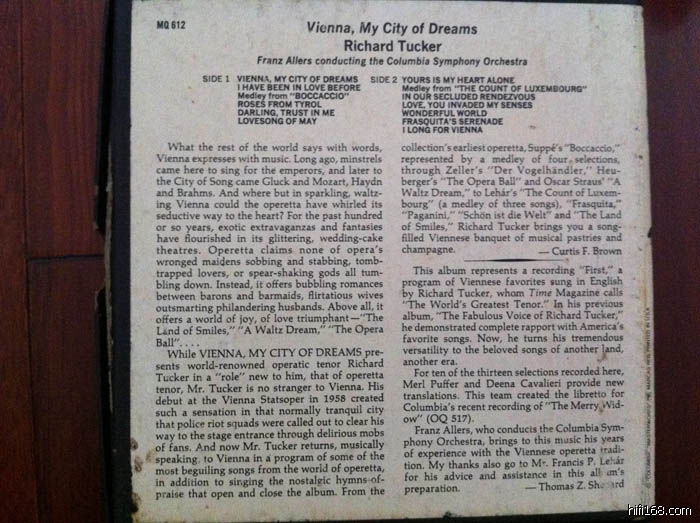 MQ 612
Vienna, My City of Dreams
Richard Tucker
Franz Allers conducting the Columbia Symphony Orchestra
SIDE 1 VIENNA, MY CITY OF DREAMS
I HAVE BEEN IN LOVE BEFORE
Medley from "BOCCACCIO"
ROSES FROM TYROL
DARLING, TRUST IN ME
LOVESONG OF MAY
SIDE 2 YOURS IS MY HEART ALONE
Medley from "THE COUNT OF LUXEMBOURG"
IN OUR SECLUDED RENDEZVOUS
LOVE, YOU INVADED MY SENSES
WONDERFUL WORLD
FRASQUITA'S SERENADE
I LONG FOR VIENNA
What the rest of the world says with words,
Vienna expresses with music. Long ago, minstrels
came here to sing for the emperors, and later to
the City of Song came Gluck and Mozart, Haydn
and Brahms. And where but in sparkling, waltz-
ing Vienna could the operetta have whirled its
seductive way to the heart? For the past hundred
or so years, exotic extravaganzas and fantasies
have flourished in its glittering, wedding-cake
theatres. Operetta claims none of opera's
wronged maidens sobbing and stabbing, tomb-
trapped lovers, or spear-shaking gods all tum-
bling down. Instead, it offers bubbling romances
between barons and barmaids, flirtatious wives
outsmarting philandering husbands. Above all, it
offers a world of joy, of love triumphant—"The
Land of Smiles," "A Waltz Dream," "The Opera
Ball"....
While VIENNA, MY CITY OF DREAMS pre-
sents world-renowned operatic tenor Richard
Tucker in a "role" new to him, that of operetta
tenor, Mr. Tucker is no stranger to Vienna. His
debut at the Vienna Statsoper in 1958 created
such a sensation in that normally tranquil city
that police riot squads were called out to clear his
way to the stage entrance through delirious mobs
of fans. And now Mr. Tucker returns, musically
speaking, to Vienna in a program of some of the
most beguiling songs from the world of operetta,
in addition to singing the nostalgic hymns-of-
praise that open and close the album. From the
collection's earliest operetta, Suppé's "Boccaccio,"
represented by a medley of four selections,
through Zeller's "Der Vogelhändler," Heu-
berger's "The Opera Ball" and Oscar Straus' "A
Waltz Dream," to Lehár's "The Count of Luxem-
bourg" (a medley of three songs), "Frasquita,"
"Paganini," "Schön ist die Welt" and "The Land
of Smiles," Richard Tucker brings you a song-
filled Viennese banquet of musical pastries and
champagne.
— Curtis F. Brown
This album represents a recording "First," a
program of Viennese favorites sung in English
by Richard Tucker, whom Time Magazine calls
"The World's Greatest Tenor." In his previous
album, "The Fabulous Voice of Richard Tucker,"
he demonstrated complete rapport with America's
favorite songs. Now, he turns his tremendous
versatility to the beloved songs of another land,
another era.
For ten of the thirteen selections recorded here,
Merl Puffer and Deena Cavalieri provide new
translations. This team created the libretto for
Columbia's recent recording of "The Merry Wid-
ow" (OQ 517).
Franz Allers, who conducts the Columbia Sym-
phony Orchestra, brings to this music his years
of experience with the Viennese operetta tradi-
tion. My thanks also go to Mr. Francis P. Lehár
for his advice and assistance in this album's
preparation.
— Thomas Z.
hifi168.com